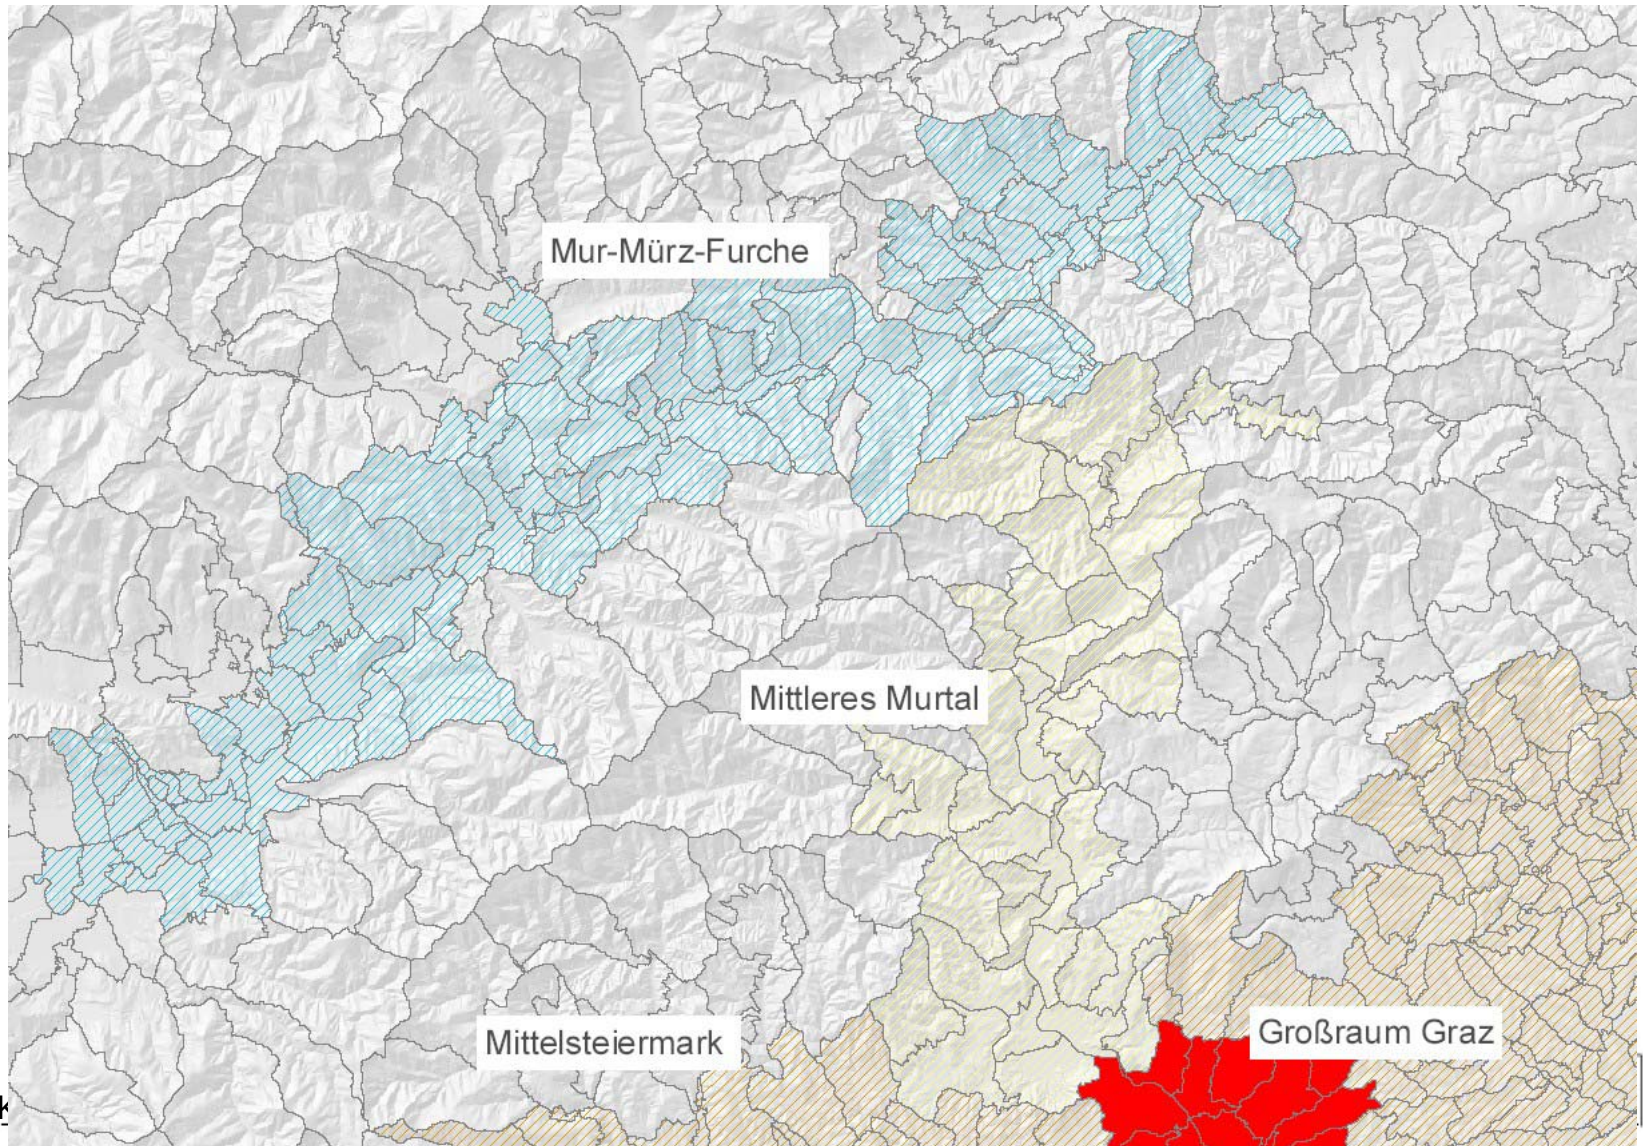 Mur-Mürz-Furche
Mittleres Murtal
Großraum Graz
Mittelsteiermark